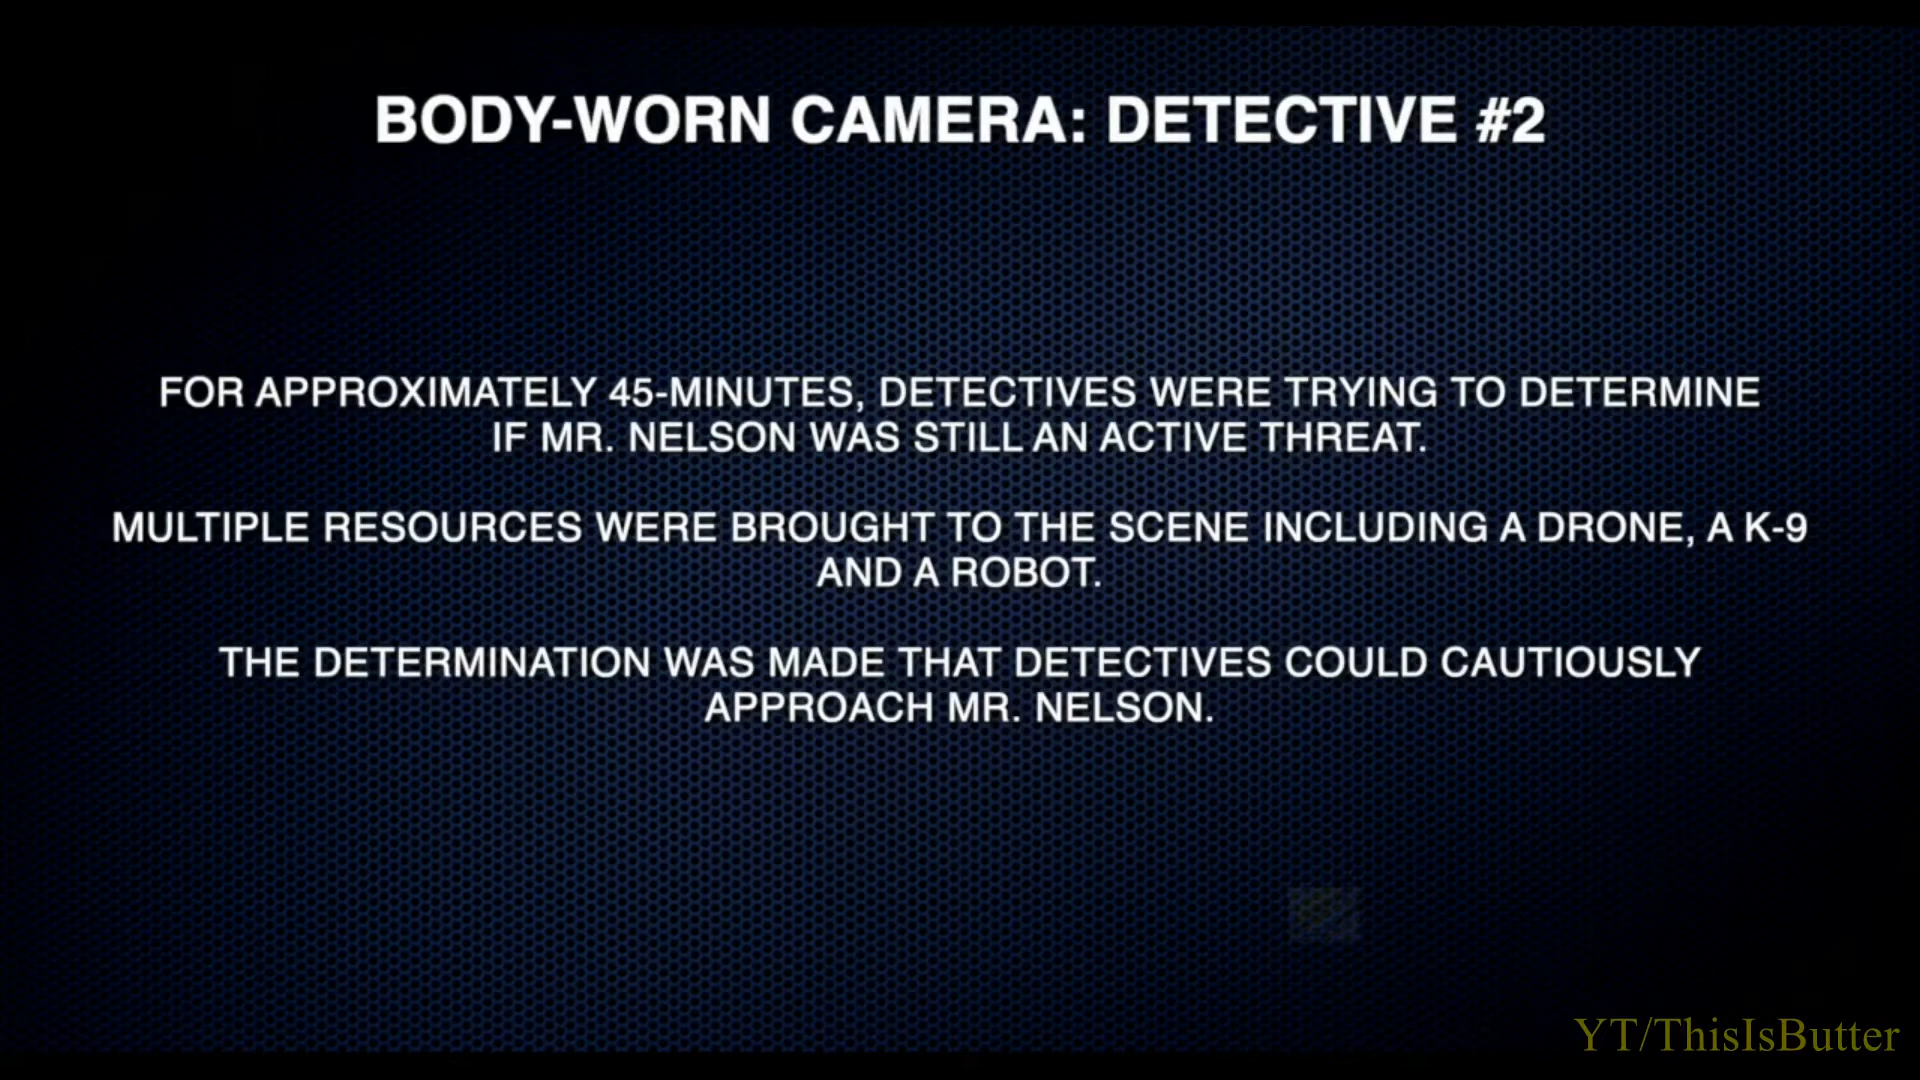 BODY-WORN CAMERA: DETECTIVE #2
FOR APPROXIMATELY 45-MINUTES, DETECTIVES WERE TRYING TO DETERMINE
IF MR. NELSON WAS STILL AN ACTIVE THREAT.
MULTIPLE RESOURCES WERE BROUGHT TO THE SCENE INCLUDING A DRONE, A K-9
AND A ROBOT.
THE DETERMINATION WAS MADE THAT DETECTIVES COULD CAUTIOUSLY
APPROACH MR. NELSON.
YT/ThisIsButter